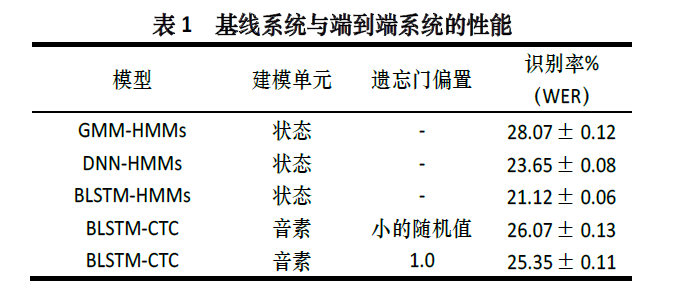 表 1 基线系统与端到端系统的性能
模型 建模单元 遗忘门偏置 识别率%
(WER)
GMM-HMMs 状态 - 28.07 ± 0.12
DNN-HMMs 状态 - 23.65 ± 0.08
BLSTM-HMMs 状态 - 21.12 ± 0.06
BLSTM-CTC 音素 小的随机值 26.07 ± 0.13
BLSTM-CTC 音素 1.0 25.35 ± 0.11